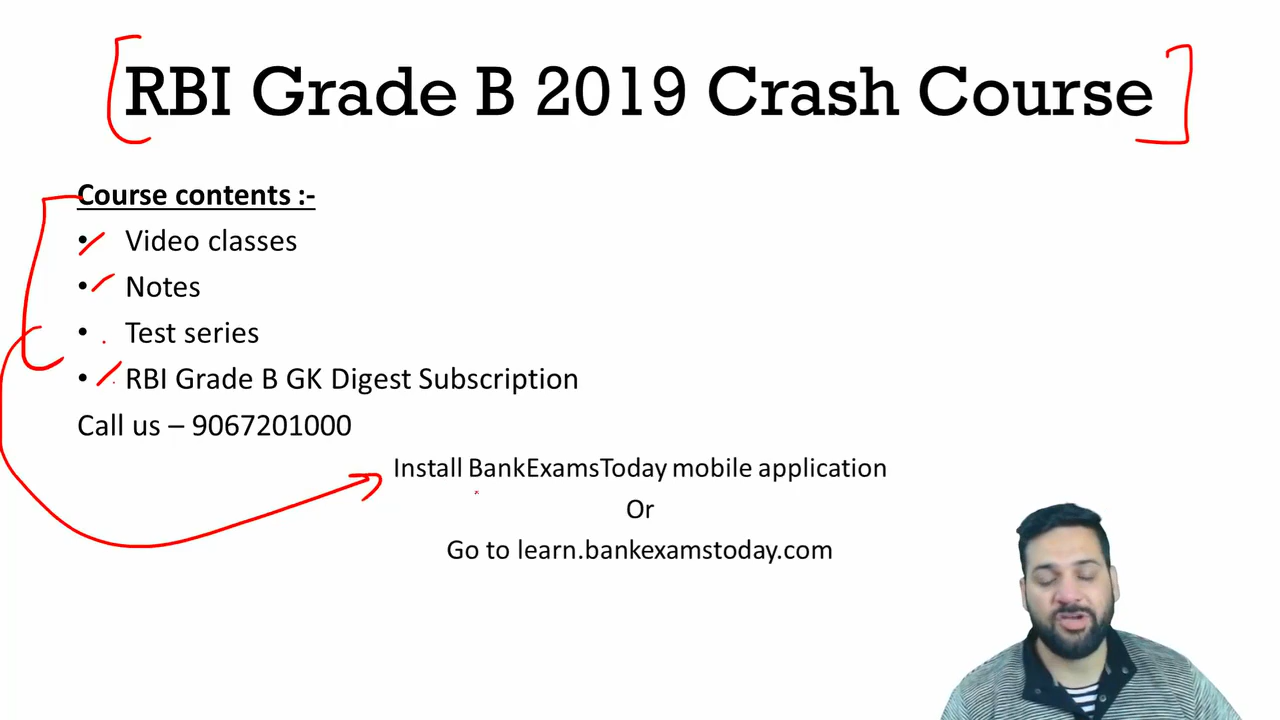 RBI Grade B 2019 Crash Course
Course contents :-
• Video classes
• Notes
• Test series
• RBI Grade B GK Digest Subscription
Call us – 9067201000
Install BankExamsToday mobile application
Or
Go to learn.bankexamstoday.com